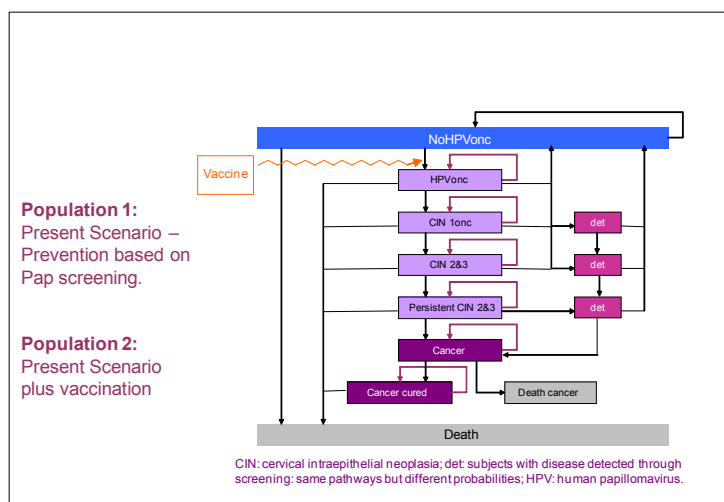 NoHPVonc
Vaccine
HPVonc
Population 1:
Present Scenario –
Prevention based on
Pap screening.
CIN 1onc
det
CIN 2&3
det
Persistent CIN 2&3
det
Population 2:
Present Scenario
plus vaccination
Cancer
Cancer cured
Death cancer
Death
CIN: cervical intraepithelial neoplasia; det: subjects with disease detected through
screening: same pathways but different probabilities; HPV: human papillomavirus.